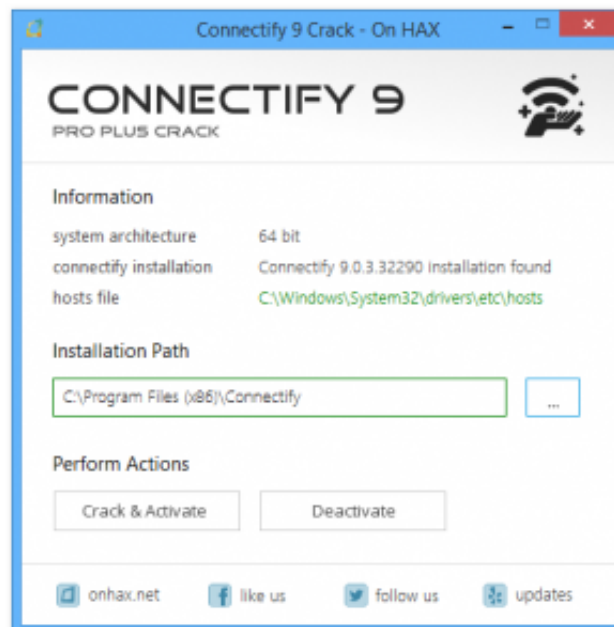 Connectify 9 Crack - On HAX
CONNECTIFY 9
PRO PLUS CRACK
Information
system architecture 64 bit
connectify installation Connectify 9.0.3.32290 installation found
hosts file C:\Windows\System32\drivers\etc\hosts
Installation Path
C:\Program Files (x86)\Connectify ...
Perform Actions
Crack & Activate Deactivate
onhax.net like us follow us updates